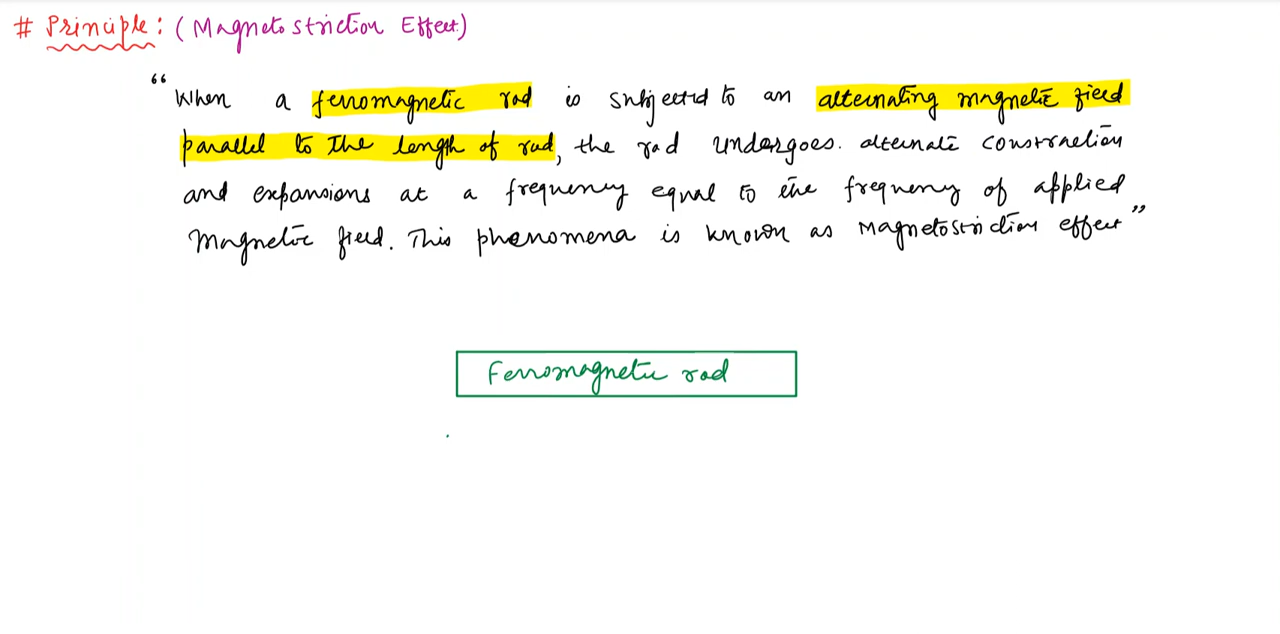 # Principle: (Magnetostriction Effect)
“When a ferromagnetic rod is subjected to an alternating magnetic field
parallel to the length of rod, the rod undergoes. alternate constraction
and expansions at a frequency equal to the frequency of applied
Magnetic field. This phenomena is known as Magnetostriction effect”
Ferromagnetic rod